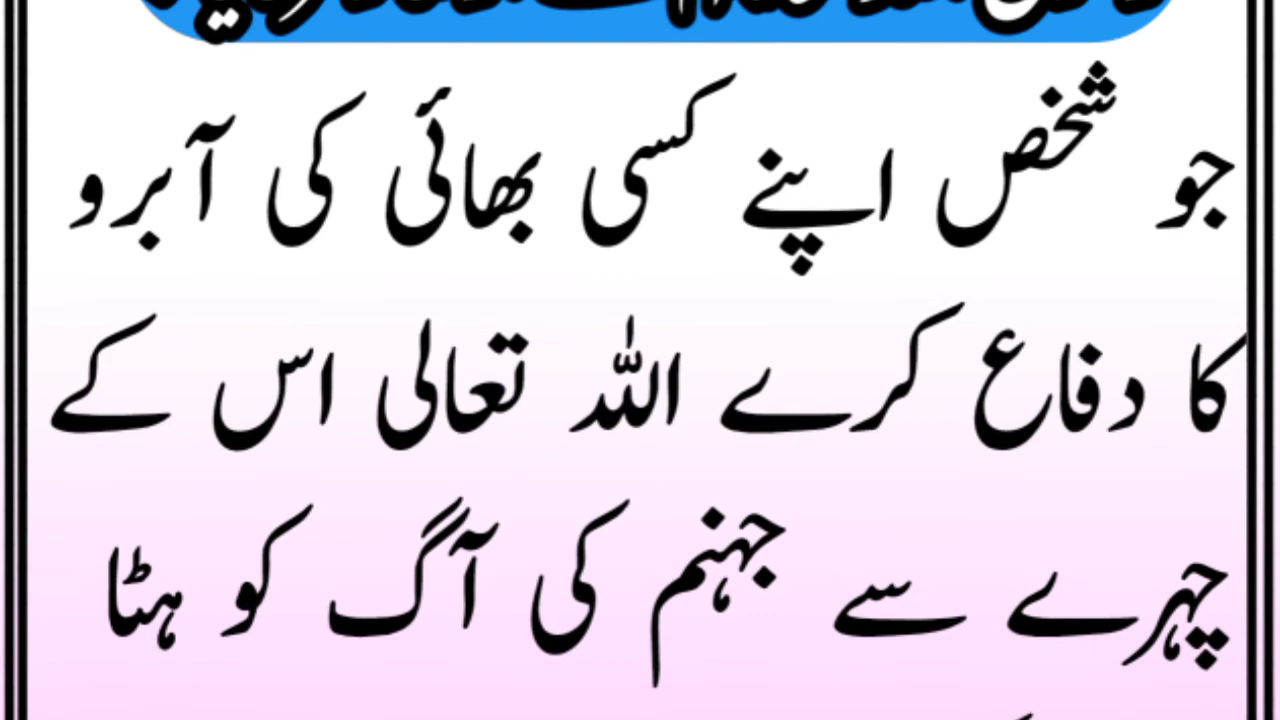 جو شخص اپنے کسی بھائی کی آبرو
کا دفاع کرے اللہ تعالی اس کے
چہرے سے جہنم کی آگ کو ہٹا